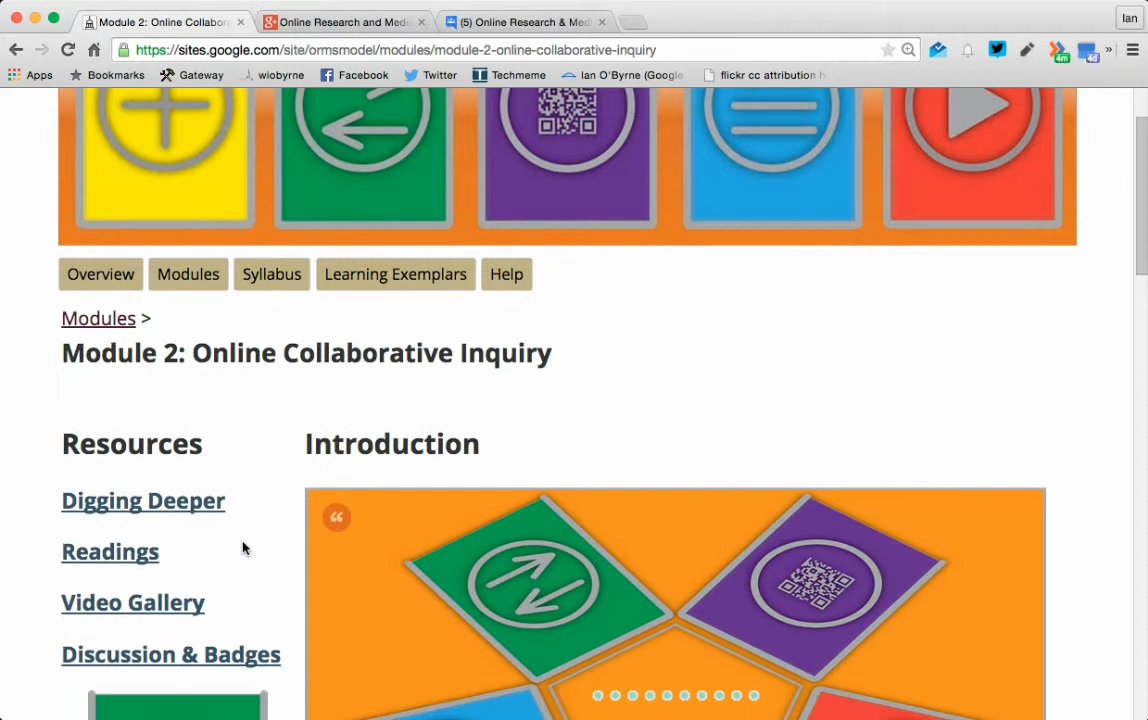 Module 2: Online Collabora
Online Research and Medi
(5) Online Research & Med
Ian
https://sites.google.com/site/ormsmodel/modules/module-2-online-collaborative-inquiry
4m
4d
Apps
Bookmarks
Gateway
wiobyrne
Facebook
Twitter
Techmeme
Ian O'Byrne (Google
flickr cc attribution h
Overview
Modules
Syllabus
Learning Exemplars
Help
Modules >
Module 2: Online Collaborative Inquiry
Resources
Introduction
Digging Deeper
Readings
Video Gallery
Discussion & Badges